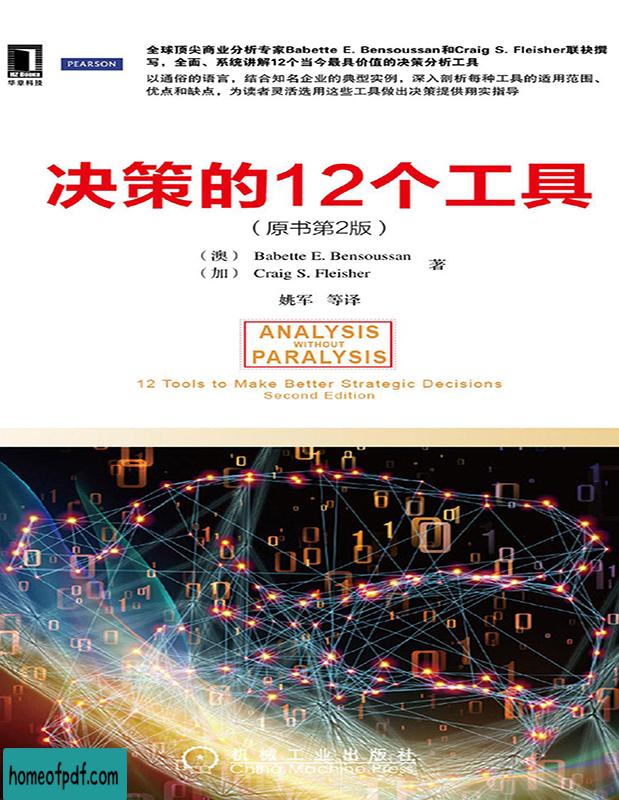 HZ Books
华章科技
PEARSON
全球顶尖商业分析专家Babette E. Bensoussan和Craig S. Fleisher联袂撰
写，全面、系统讲解12个当今最具价值的决策分析工具
以通俗的语言，结合知名企业的典型实例，深入剖析每种工具的适用范围、
优点和缺点，为读者灵活选用这些工具做出决策提供翔实指导
决策的12个工具
（原书第2版）
（澳） Babette E. Bensoussan
（加） Craig S. Fleisher
著
姚军 等译
ANALYSIS
WITHOUT
PARALYSIS
12 Tools to Make Better Strategic Decisions
Second Edition
机械工业出版社
China Machine Press
homeofpdf.com